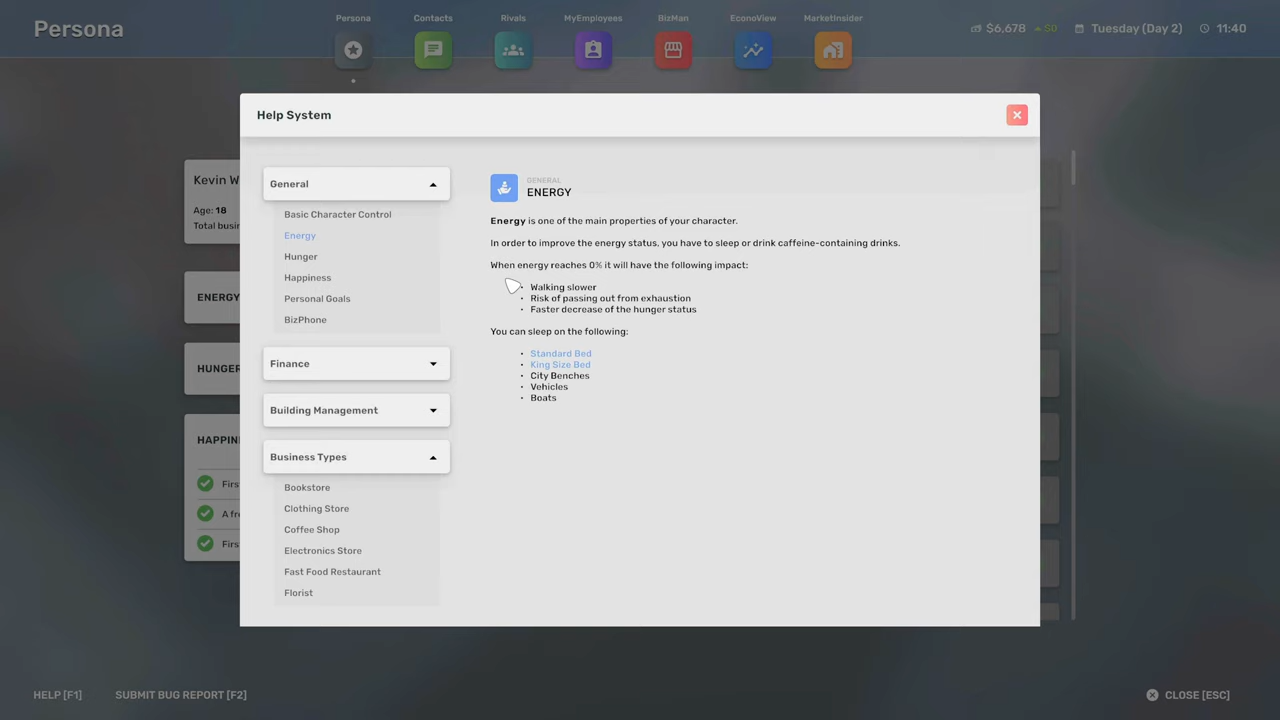 Persona
Persona
Contacts
Rivals
MyEmployees
BizMan
EconoView
MarketInsider
$6,678
$0
Tuesday (Day 2)
11:40
Help System
Kevin W
Age: 18
Total busin
ENERGY
HUNGER
HAPPIN
Firs
A fre
Firs
General
Basic Character Control
Energy
Hunger
Happiness
Personal Goals
BizPhone
Finance
Building Management
Business Types
Bookstore
Clothing Store
Coffee Shop
Electronics Store
Fast Food Restaurant
Florist
GENERAL
ENERGY
Energy is one of the main properties of your character.
In order to improve the energy status, you have to sleep or drink caffeine-containing drinks.
When energy reaches 0% it will have the following impact:
• Walking slower
• Risk of passing out from exhaustion
• Faster decrease of the hunger status
You can sleep on the following:
• Standard Bed
• King Size Bed
• City Benches
• Vehicles
• Boats
HELP [F1]
SUBMIT BUG REPORT [F2]
CLOSE [ESC]